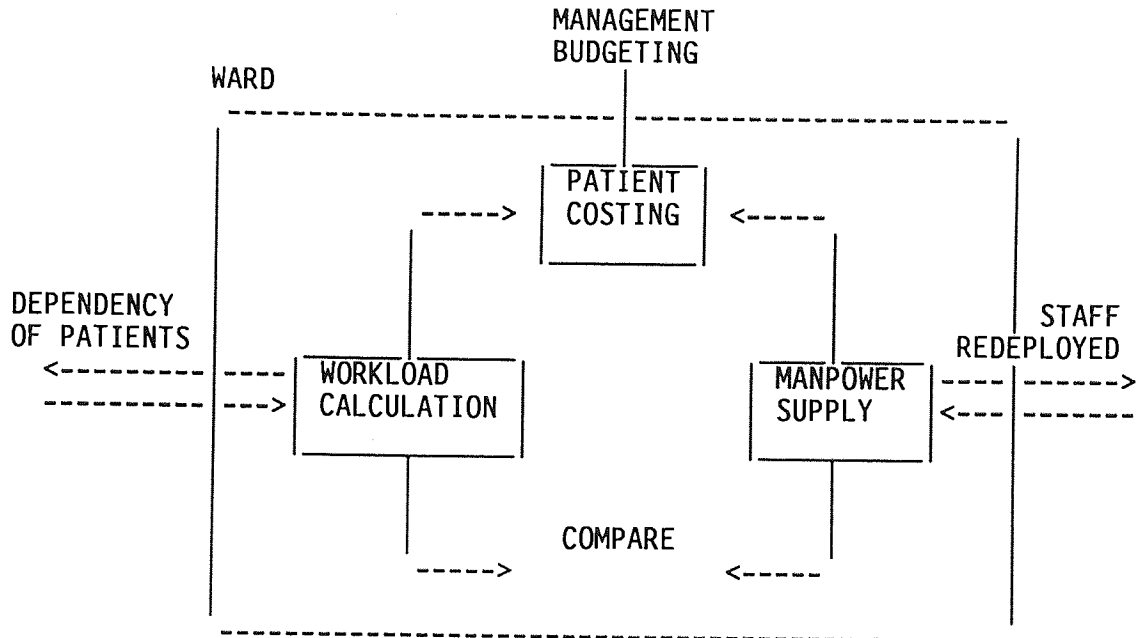 MANAGEMENT
BUDGETING
WARD
PATIENT
COSTING
DEPENDENCY
OF PATIENTS
STAFF
REDEPLOYED
WORKLOAD
CALCULATION
MANPOWER
SUPPLY
COMPARE